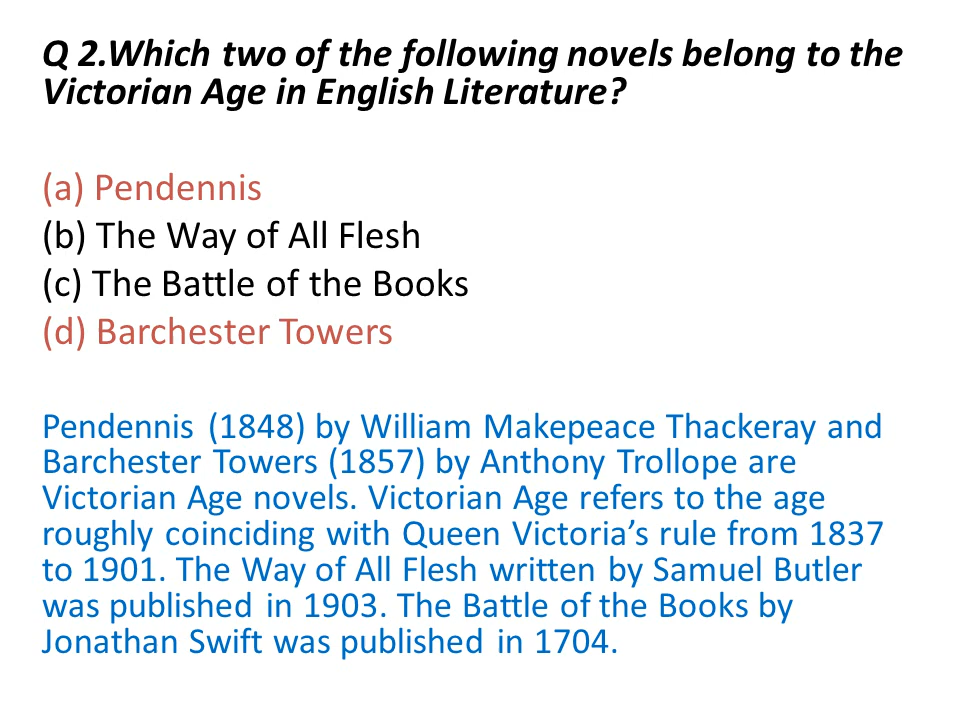 Q 2.Which two of the following novels belong to the
Victorian Age in English Literature?
(a) Pendennis
(b) The Way of All Flesh
(c) The Battle of the Books
(d) Barchester Towers
Pendennis (1848) by William Makepeace Thackeray and
Barchester Towers (1857) by Anthony Trollope are
Victorian Age novels. Victorian Age refers to the age
roughly coinciding with Queen Victoria’s rule from 1837
to 1901. The Way of All Flesh written by Samuel Butler
was published in 1903. The Battle of the Books by
Jonathan Swift was published in 1704.